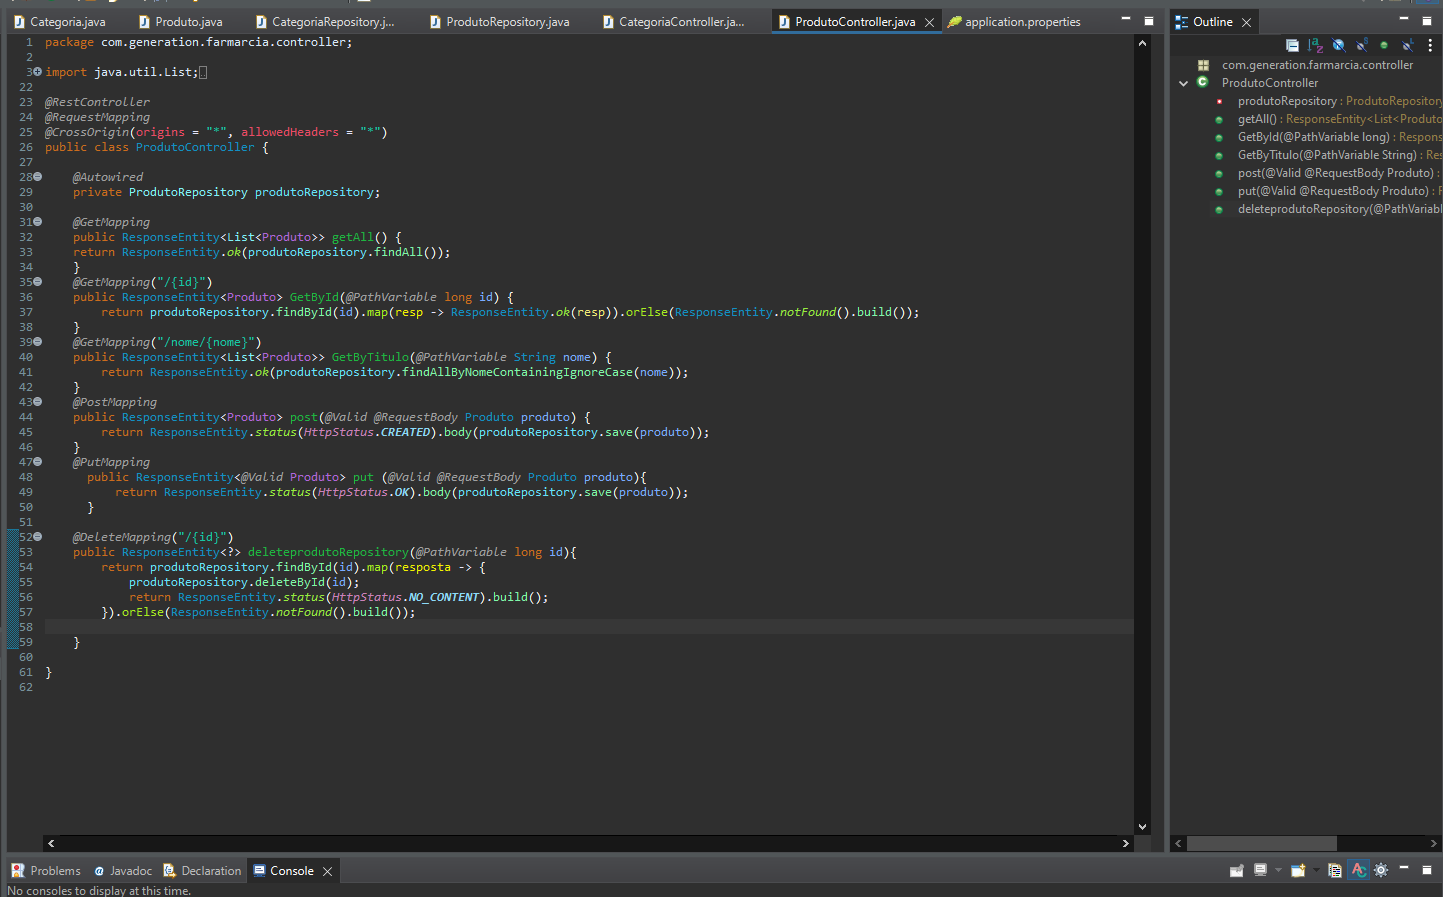 Categoria.java Produto.java CategoriaRepository.j... ProdutoRepository.java CategoriaController.ja... ProdutoController.java application.properties
1 package com.generation.farmarcia.controller;
2
3 import java.util.List;
22
23 @RestController
24 @RequestMapping
25 @CrossOrigin(origins = "*", allowedHeaders = "*")
26 public class ProdutoController {
27
28 @Autowired
29 private ProdutoRepository produtoRepository;
30
31 @GetMapping
32 public ResponseEntity<List<Produto>> getAll() {
33 return ResponseEntity.ok(produtoRepository.findAll());
34 }
35 @GetMapping("/{id}")
36 public ResponseEntity<Produto> GetById(@PathVariable long id) {
37 return produtoRepository.findById(id).map(resp -> ResponseEntity.ok(resp)).orElse(ResponseEntity.notFound().build());
38 }
39 @GetMapping("/nome/{nome}")
40 public ResponseEntity<List<Produto>> GetByTitulo(@PathVariable String nome) {
41 return ResponseEntity.ok(produtoRepository.findAllByNomeContainingIgnoreCase(nome));
42 }
43 @PostMapping
44 public ResponseEntity<Produto> post(@Valid @RequestBody Produto produto) {
45 return ResponseEntity.status(HttpStatus.CREATED).body(produtoRepository.save(produto));
46 }
47 @PutMapping
48 public ResponseEntity<@Valid Produto> put (@Valid @RequestBody Produto produto){
49 return ResponseEntity.status(HttpStatus.OK).body(produtoRepository.save(produto));
50 }
51
52 @DeleteMapping("/{id}")
53 public ResponseEntity<?> deleteprodutoRepository(@PathVariable long id){
54 return produtoRepository.findById(id).map(resposta -> {
55 produtoRepository.deleteById(id);
56 return ResponseEntity.status(HttpStatus.NO_CONTENT).build();
57 }).orElse(ResponseEntity.notFound().build());
58
59 }
60
61 }
62
Outline
com.generation.farmarcia.controller
ProdutoController
produtoRepository : ProdutoRepository
getAll() : ResponseEntity<List<Produto
GetById(@PathVariable long) : Respons
GetByTitulo(@PathVariable String) : Res
post(@Valid @RequestBody Produto) :
put(@Valid @RequestBody Produto) : R
deleteprodutoRepository(@PathVariabl
Problems Javadoc Declaration Console
No consoles to display at this time.